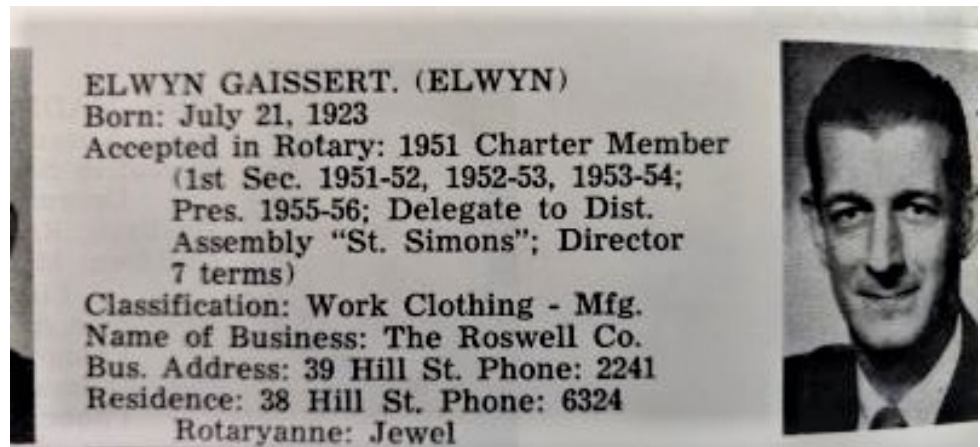 ELWYN GAISSERT. (ELWYN)
Born: July 21, 1923
Accepted in Rotary: 1951 Charter Member
(1st Sec. 1951-52, 1952-53, 1953-54;
Pres. 1955-56; Delegate to Dist.
Assembly “St. Simons”; Director
7 terms)
Classification: Work Clothing - Mfg.
Name of Business: The Roswell Co.
Bus. Address: 39 Hill St. Phone: 2241
Residence: 38 Hill St. Phone: 6324
Rotaryanne: Jewel